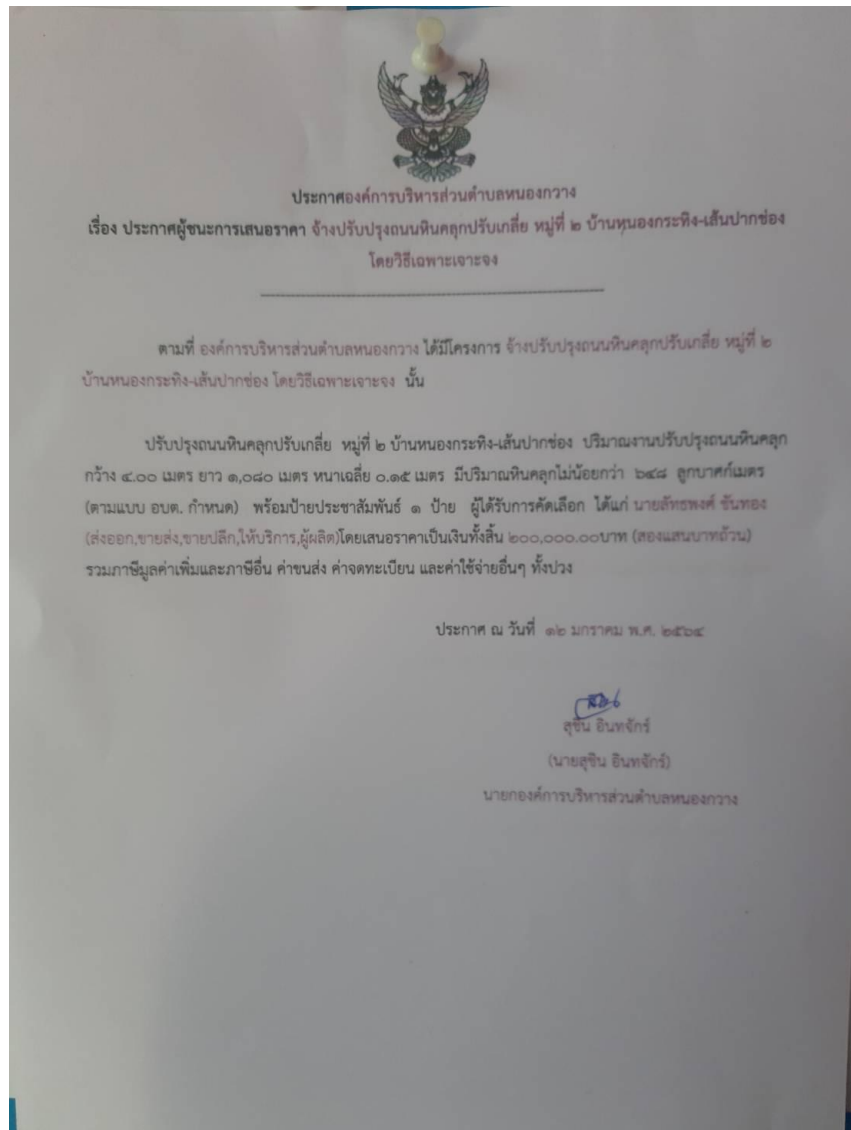 ประกาศองค์การบริหารส่วนตำบลหนองกวาง
เรื่อง ประกาศผู้ชนะการเสนอราคา จ้างปรับปรุงถนนหินคลุกปรับเกลี่ย หมู่ที่ ๒ บ้านหนองกระทิง-เส้นปากช่อง
โดยวิธีเฉพาะเจาะจง
ตามที่ องค์การบริหารส่วนตำบลหนองกวาง ได้มีโครงการ จ้างปรับปรุงถนนหินคลุกปรับเกลี่ย หมู่ที่ ๒
บ้านหนองกระทิง-เส้นปากช่อง โดยวิธีเฉพาะเจาะจง นั้น
ปรับปรุงถนนหินคลุกปรับเกลี่ย หมู่ที่ ๒ บ้านหนองกระทิง-เส้นปากช่อง ปริมาณงานปรับปรุงถนนหินคลุก
กว้าง ๔.๐๐ เมตร ยาว ๑,๐๘๐ เมตร หนาเฉลี่ย ๐.๑๕ เมตร มีปริมาณหินคลุกไม่น้อยกว่า ๖๔๘ ลูกบาศก์เมตร
(ตามแบบ อบต. กำหนด) พร้อมป้ายประชาสัมพันธ์ ๑ ป้าย ผู้ได้รับการคัดเลือก ได้แก่ นายลัทธพงศ์ ขันทอง
(ส่งออก,ขายส่ง,ขายปลีก,ให้บริการ,ผู้ผลิต)โดยเสนอราคาเป็นเงินทั้งสิ้น ๒๐๐,๐๐๐.๐๐บาท (สองแสนบาทถ้วน)
รวมภาษีมูลค่าเพิ่มและภาษีอื่น ค่าขนส่ง ค่าจดทะเบียน และค่าใช้จ่ายอื่นๆ ทั้งปวง
ประกาศ ณ วันที่ ๑๒ มกราคม พ.ศ. ๒๕๖๔
สุชิน อินทจักร์
(นายสุชิน อินทจักร์)
นายกองค์การบริหารส่วนตำบลหนองกวาง